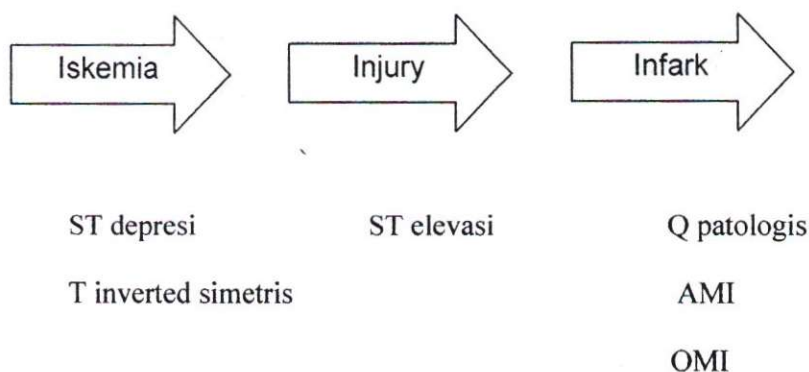 Iskemia Injury Infark
ST depresi ST elevasi Q patologis
T inverted simetris AMI
OMI